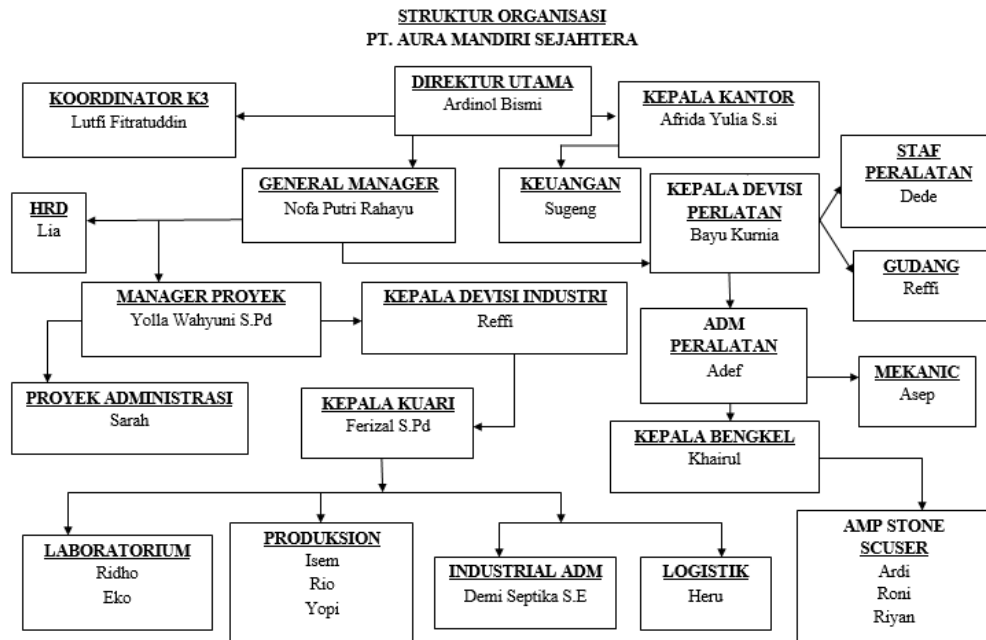 STRUKTUR ORGANISASI
PT. AURA MANDIRI SEJAHTERA
DIREKTUR UTAMA
Ardinol Bismi
KOORDINATOR K3
Lutfi Fitratuddin
KEPALA KANTOR
Afrida Yulia S.si
STAF
PERALATAN
Dede
GENERAL MANAGER
Nofa Putri Rahayu
KEUANGAN
Sugeng
KEPALA DEVISI
PERLATAN
Bayu Kurnia
HRD
Lia
GUDANG
Reffi
MANAGER PROYEK
Yolla Wahyuni S.Pd
KEPALA DEVISI INDUSTRI
Reffi
ADM
PERALATAN
Adef
MEKANIC
Asep
PROYEK ADMINISTRASI
Sarah
KEPALA KUARI
Ferizal S.Pd
KEPALA BENGKEL
Khairul
LABORATORIUM
Ridho
Eko
PRODUKSION
Isem
Rio
Yopi
INDUSTRIAL ADM
Demi Septika S.E
LOGISTIK
Heru
AMP STONE
SCUSER
Ardi
Roni
Riyan